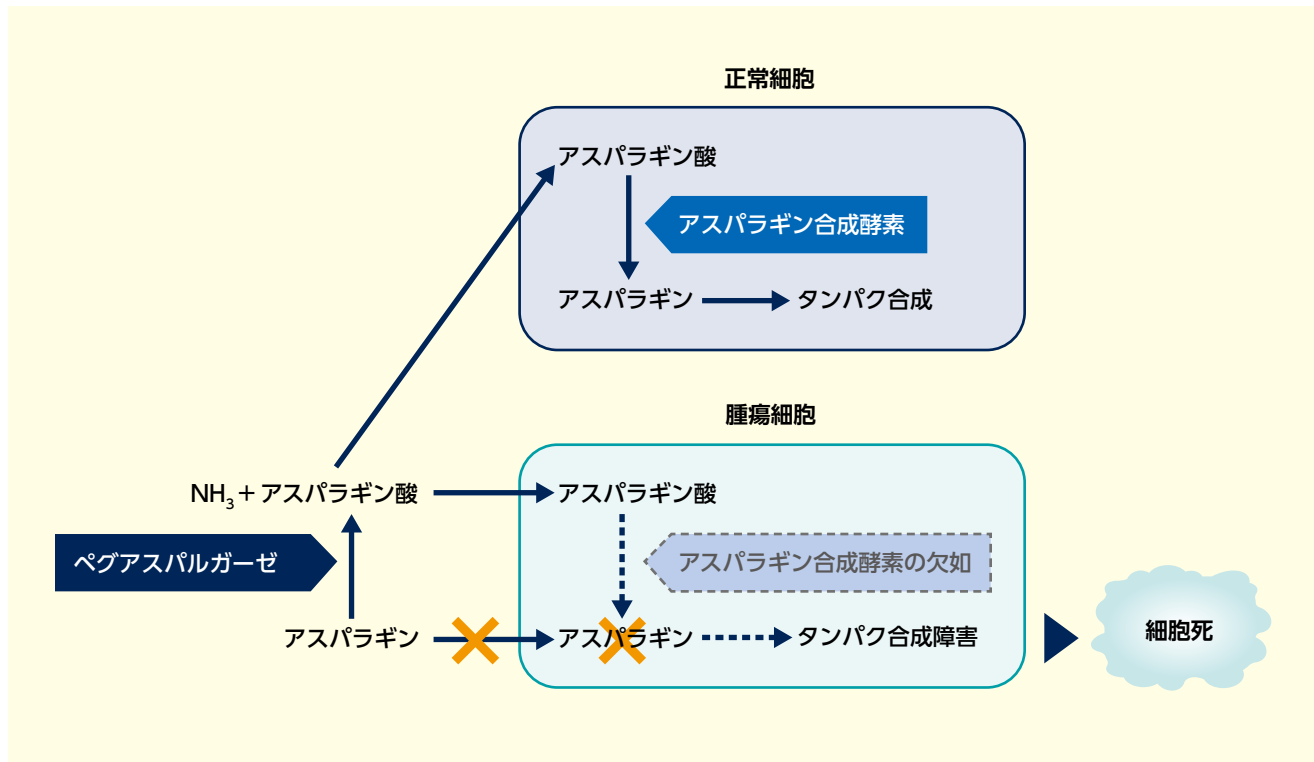 正常細胞
アスパラギン酸
アスパラギン合成酵素
アスパラギン
タンパク合成
腫瘍細胞
NH₃+アスパラギン酸
アスパラギン酸
ペグアスパルガーゼ
アスパラギン合成酵素の欠如
アスパラギン
アスパラギン
タンパク合成障害
細胞死